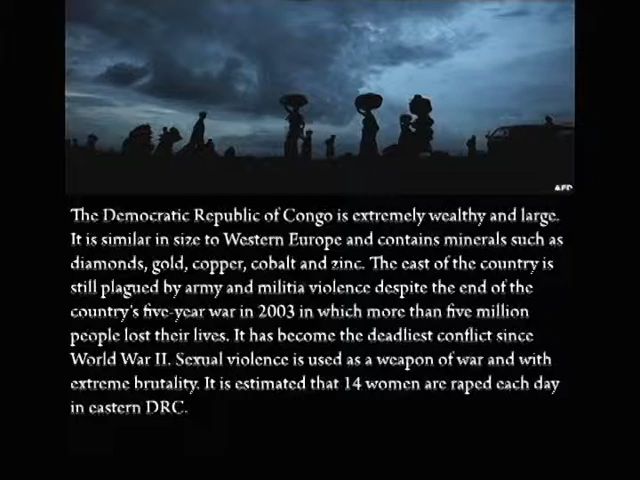 AFP
The Democratic Republic of Congo is extremely wealthy and large.
It is similar in size to Western Europe and contains minerals such as
diamonds, gold, copper, cobalt and zinc. The east of the country is
still plagued by army and militia violence despite the end of the
country's five-year war in 2003 in which more than five million
people lost their lives. It has become the deadliest conflict since
World War II. Sexual violence is used as a weapon of war and with
extreme brutality. It is estimated that 14 women are raped each day
in eastern DRC.